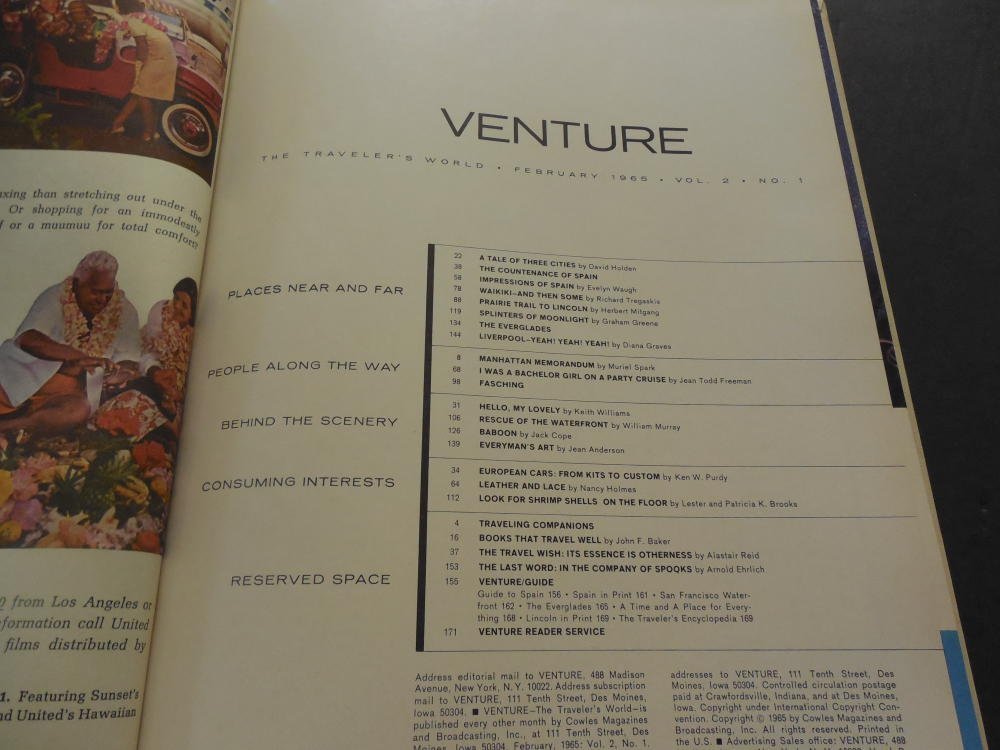 axing than stretching out under the
Or shopping for an immodestly
f or a muumuu for total comfort?
from Los Angeles or
formation call United
films distributed by
1. Featuring Sunset's
nd United's Hawaiian
VENTURE
THE TRAVELER'S WORLD • FEBRUARY 1965 • VOL. 2 • NO. 1
PLACES NEAR AND FAR
22 A TALE OF THREE CITIES by David Holden
38 THE COUNTENANCE OF SPAIN
58 IMPRESSIONS OF SPAIN by Evelyn Waugh
78 WAIKIKI—AND THEN SOME by Richard Tregaskis
88 PRAIRIE TRAIL TO LINCOLN by Herbert Mitgang
119 SPLINTERS OF MOONLIGHT by Graham Greene
134 THE EVERGLADES
144 LIVERPOOL—YEAH! YEAH! YEAH! by Diana Graves
PEOPLE ALONG THE WAY
8 MANHATTAN MEMORANDUM by Muriel Spark
68 I WAS A BACHELOR GIRL ON A PARTY CRUISE by Jean Todd Freeman
98 FASCHING
BEHIND THE SCENERY
31 HELLO, MY LOVELY by Keith Williams
106 RESCUE OF THE WATERFRONT by William Murray
126 BABOON by Jack Cope
139 EVERYMAN'S ART by Jean Anderson
CONSUMING INTERESTS
34 EUROPEAN CARS: FROM KITS TO CUSTOM by Ken W. Purdy
64 LEATHER AND LACE by Nancy Holmes
112 LOOK FOR SHRIMP SHELLS ON THE FLOOR by Lester and Patricia K. Brooks
RESERVED SPACE
4 TRAVELING COMPANIONS
16 BOOKS THAT TRAVEL WELL by John F. Baker
37 THE TRAVEL WISH: ITS ESSENCE IS OTHERNESS by Alastair Reid
153 THE LAST WORD: IN THE COMPANY OF SPOOKS by Arnold Ehrlich
155 VENTURE/GUIDE
Guide to Spain 156 • Spain in Print 161 • San Francisco Water-
front 162 • The Everglades 165 • A Time and A Place for Every-
thing 168 • Lincoln in Print 169 • The Traveler's Encyclopedia 169
171 VENTURE READER SERVICE
Address editorial mail to VENTURE, 488 Madison
Avenue, New York, N.Y. 10022. Address subscription
mail to VENTURE, 111 Tenth Street, Des Moines,
Iowa 50304. ■ VENTURE—The Traveler's World—is
published every other month by Cowles Magazines
and Broadcasting, Inc., at 111 Tenth Street, Des
Moines, Iowa 50304. February, 1965: Vol. 2, No. 1.
addresses to VENTURE, 111 Tenth Street, Des
Moines, Iowa 50304. Controlled circulation postage
paid at Crawfordsville, Indiana, and at Des Moines,
Iowa. Copyright under International Copyright Con-
vention. Copyright © 1965 by Cowles Magazines and
Broadcasting, Inc. All rights reserved. Printed in
the U.S. ■ Advertising Sales office: VENTURE, 488